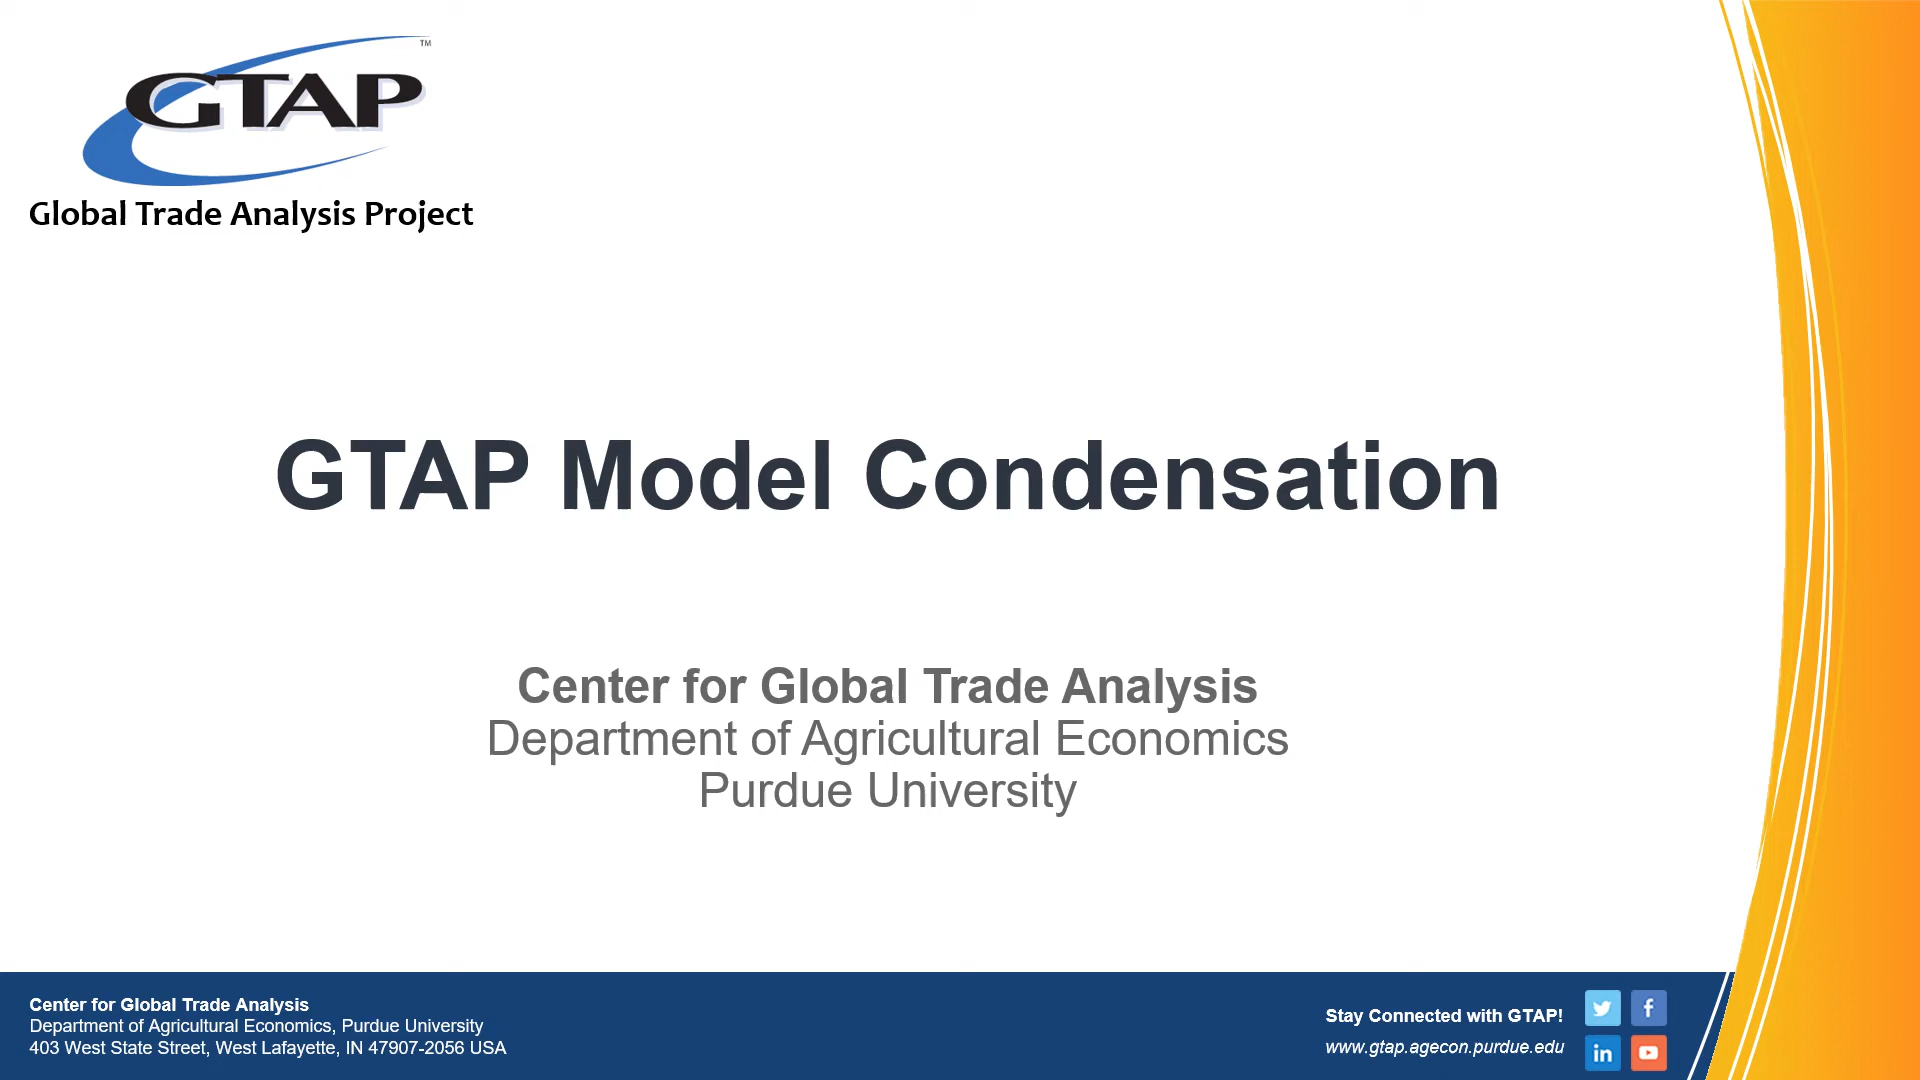 GTAP™
Global Trade Analysis Project
GTAP Model Condensation
Center for Global Trade Analysis
Department of Agricultural Economics
Purdue University
Center for Global Trade Analysis
Department of Agricultural Economics, Purdue University
403 West State Street, West Lafayette, IN 47907-2056 USA
Stay Connected with GTAP!
www.gtap.agecon.purdue.edu
f
in